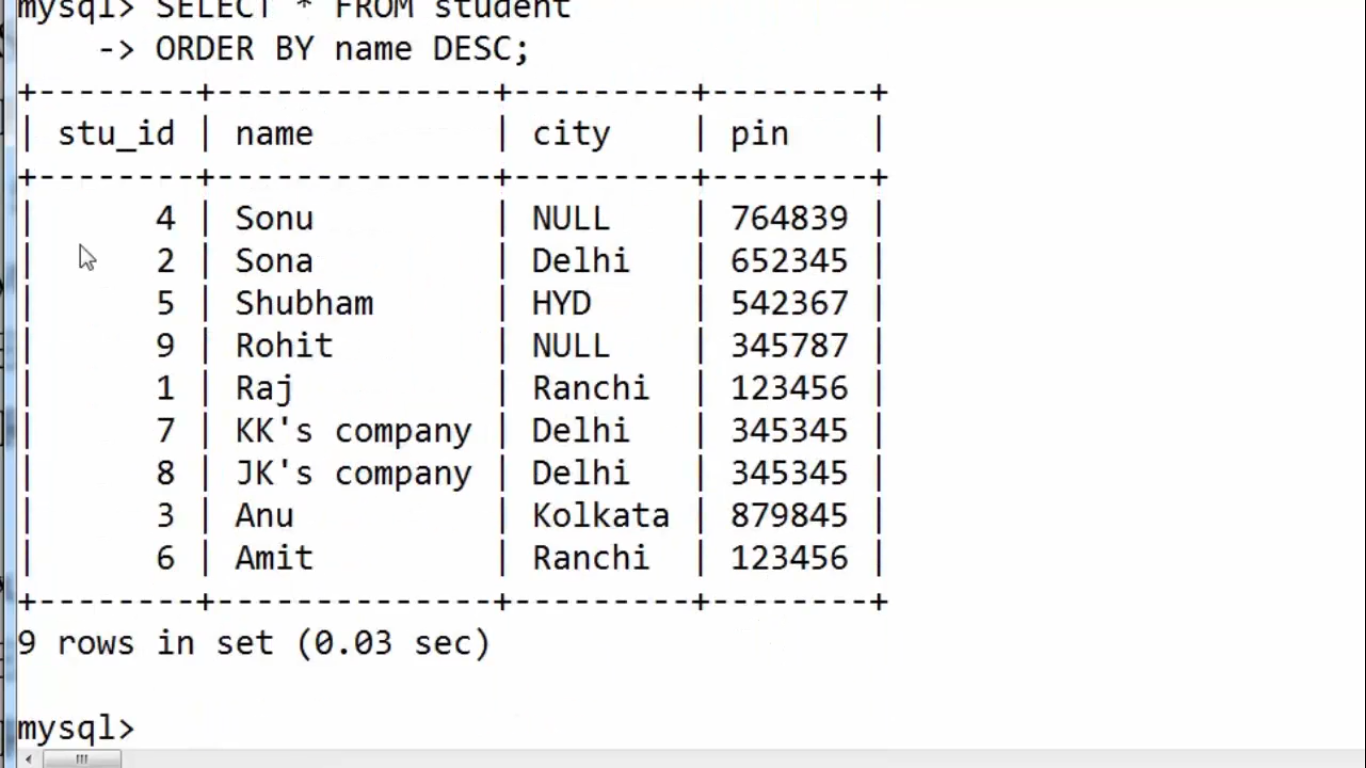 mysql> SELECT * FROM student
    -> ORDER BY name DESC;
+--------+--------------+---------+--------+
| stu_id | name         | city    | pin    |
+--------+--------------+---------+--------+
|      4 | Sonu         | NULL    | 764839 |
|      2 | Sona         | Delhi   | 652345 |
|      5 | Shubham      | HYD     | 542367 |
|      9 | Rohit        | NULL    | 345787 |
|      1 | Raj          | Ranchi  | 123456 |
|      7 | KK's company | Delhi   | 345345 |
|      8 | JK's company | Delhi   | 345345 |
|      3 | Anu          | Kolkata | 879845 |
|      6 | Amit         | Ranchi  | 123456 |
+--------+--------------+---------+--------+
9 rows in set (0.03 sec)
mysql>